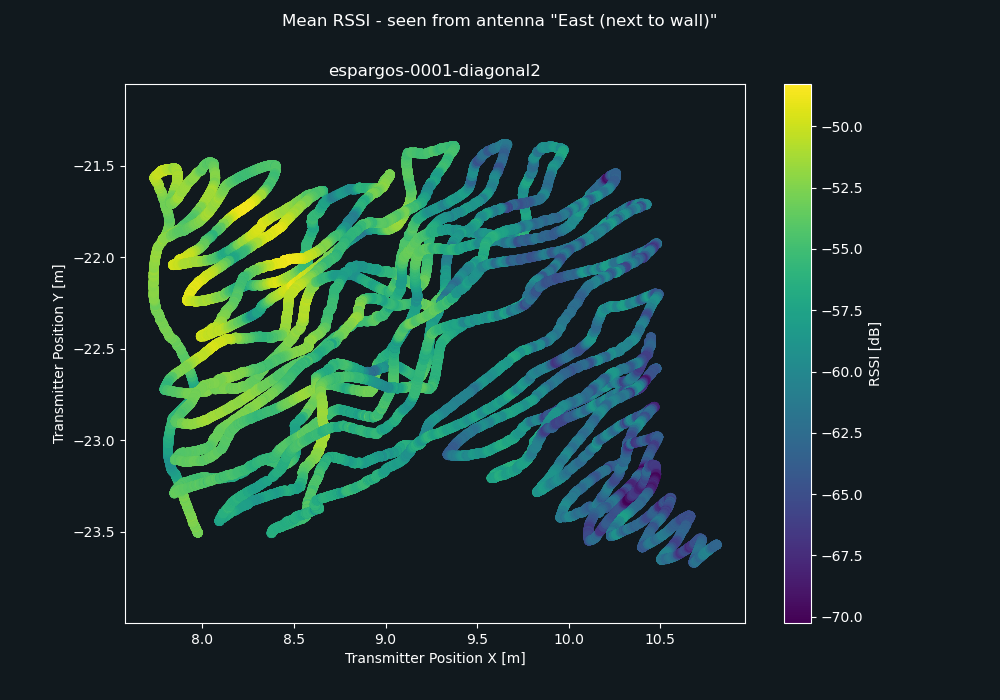 Mean RSSI - seen from antenna "East (next to wall)"
espargos-0001-diagonal2
−21.5
−22.0
−22.5
−23.0
−23.5
Transmitter Position Y [m]
8.0 8.5 9.0 9.5 10.0 10.5
Transmitter Position X [m]
−50.0
−52.5
−55.0
−57.5
−60.0
−62.5
−65.0
−67.5
−70.0
RSSI [dB]